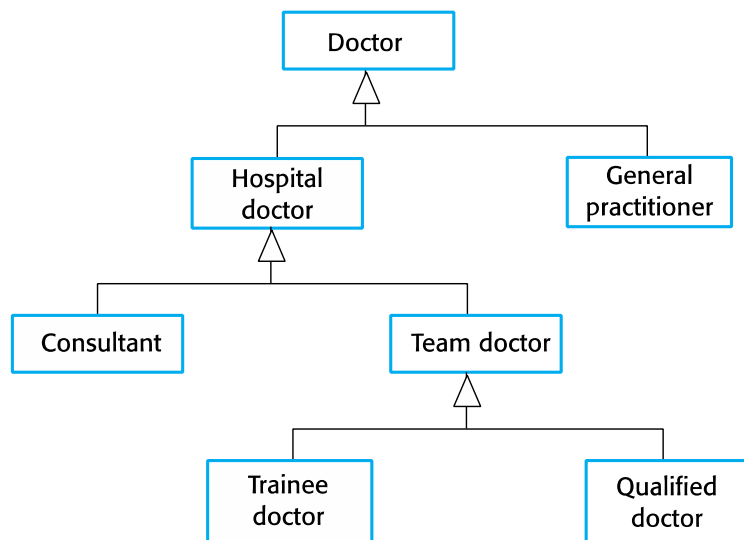 Doctor
Hospital
doctor
General
practitioner
Consultant
Team doctor
Trainee
doctor
Qualified
doctor